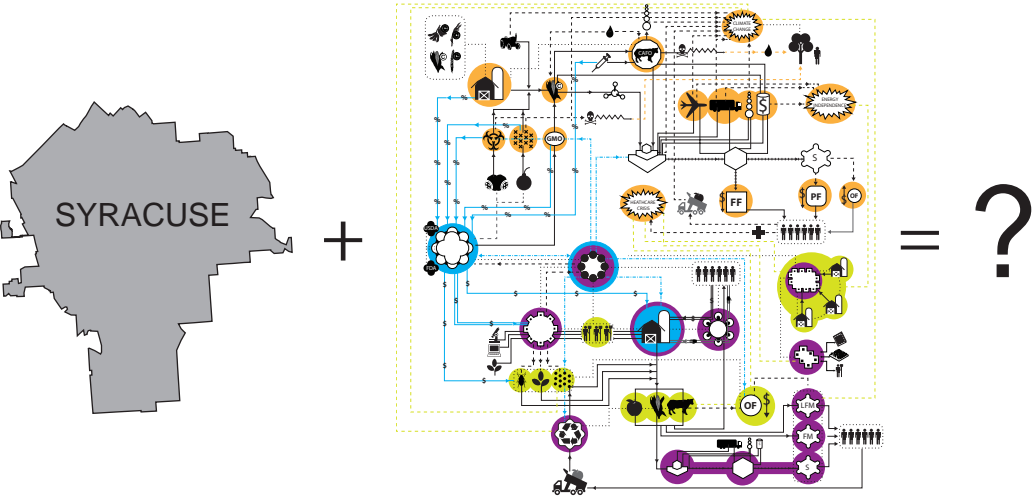 CLIMATE
CHANGE
CAFO
$
ENERGY
INDEPENDENCE
%
%
%
%
%
%
GMO
%
%
%
S
SYRACUSE
%
%
%
HEATHCARE
CRISIS
$
FF
$
PF
$
OF
%
%
%
+
USDA
+
=
?
FDA
$
$
$
$
$
$
$
$
$
OF
$
LFM
FM
S